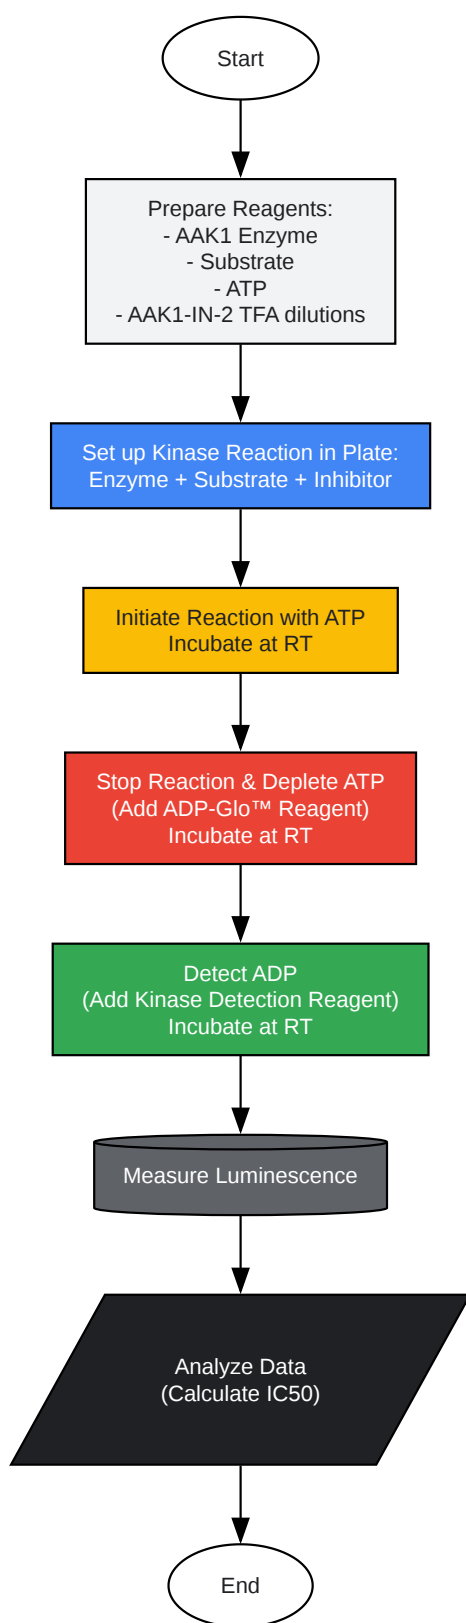 Start
Prepare Reagents:
- AAK1 Enzyme
- Substrate
- ATP
- AAK1-IN-2 TFA dilutions
Set up Kinase Reaction in Plate:
Enzyme + Substrate + Inhibitor
Initiate Reaction with ATP
Incubate at RT
Stop Reaction & Deplete ATP
(Add ADP-Glo™ Reagent)
Incubate at RT
Detect ADP
(Add Kinase Detection Reagent)
Incubate at RT
Measure Luminescence
Analyze Data
(Calculate IC50)
End